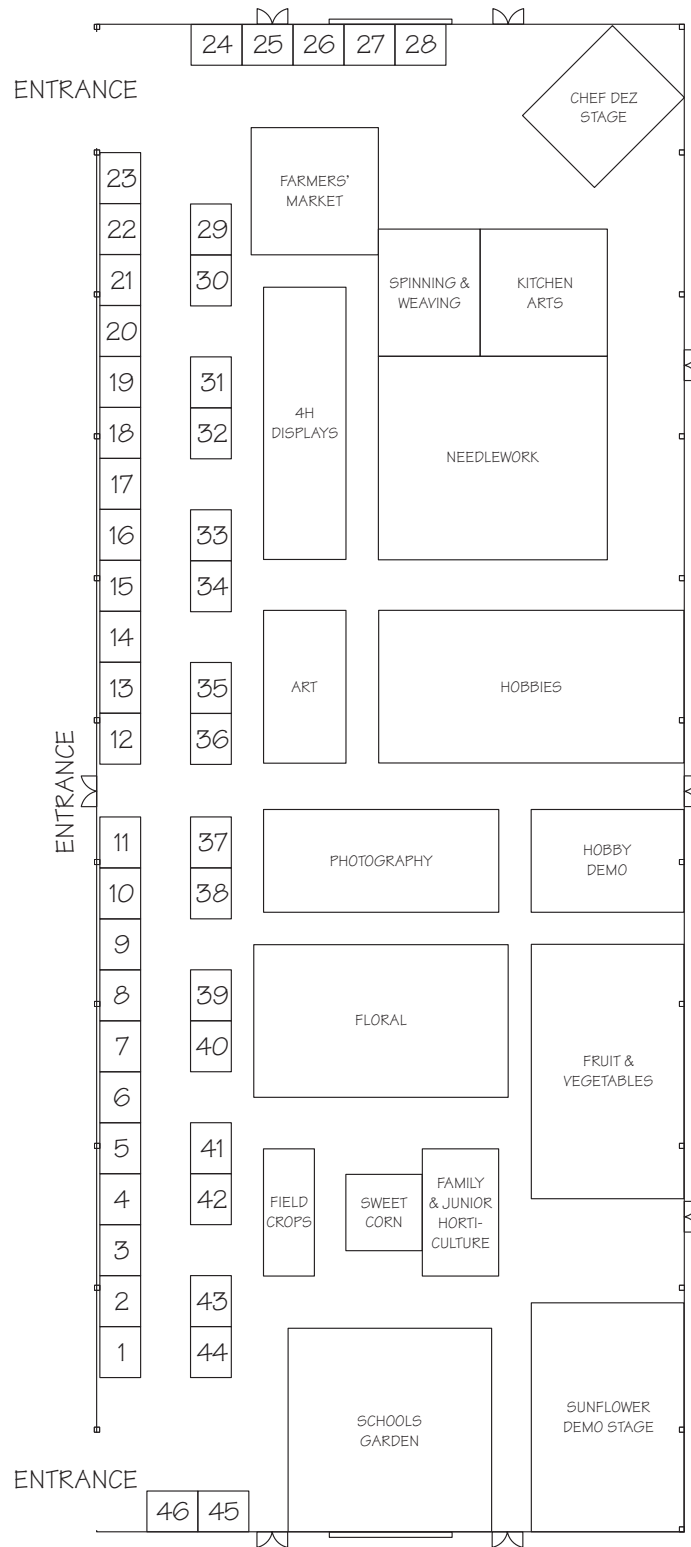 24 25 26 27 28
ENTRANCE
CHEF DEZ
STAGE
23
FARMERS'
MARKET
22
29
21
30
SPINNING &
WEAVING
KITCHEN
ARTS
20
19
31
4H
DISPLAYS
18
32
NEEDLEWORK
17
16
33
15
34
14
13
35
ART
HOBBIES
12
36
ENTRANCE
11
37
PHOTOGRAPHY
HOBBY
DEMO
10
38
9
8
39
FLORAL
7
40
FRUIT &
VEGETABLES
6
5
41
4
42
FIELD
CROPS
SWEET
CORN
FAMILY
& JUNIOR
HORTI-
CULTURE
3
2
43
1
44
SCHOOLS
GARDEN
SUNFLOWER
DEMO STAGE
ENTRANCE
46 45